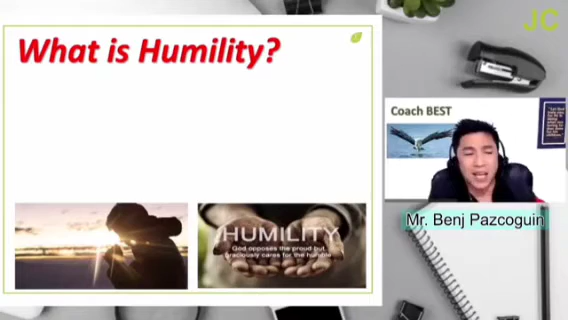 What is Humility?
JC
Coach BEST
HUMILITY
God opposes the proud but
graciously cares for the humble
Mr. Benj Pazcoguin